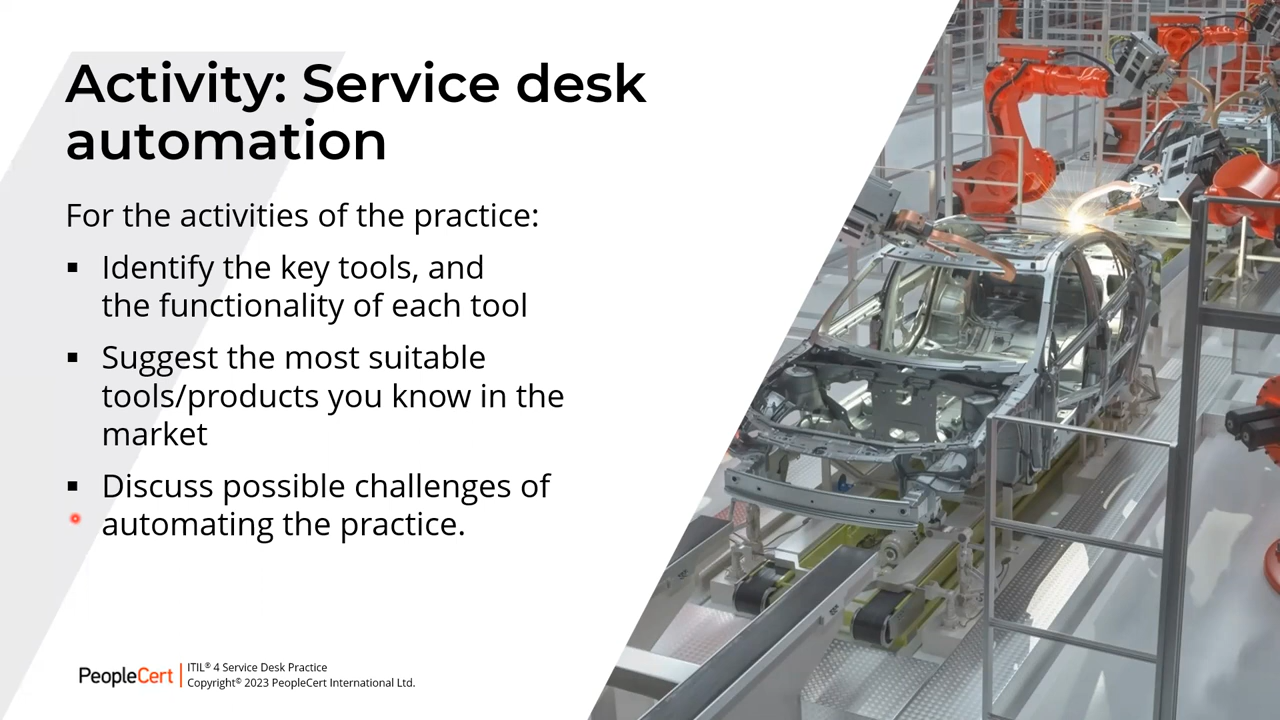 Activity: Service desk
automation
For the activities of the practice:
▪ Identify the key tools, and
the functionality of each tool
▪ Suggest the most suitable
tools/products you know in the
market
▪ Discuss possible challenges of
automating the practice.
PeopleCert
ITIL® 4 Service Desk Practice
Copyright© 2023 PeopleCert International Ltd.